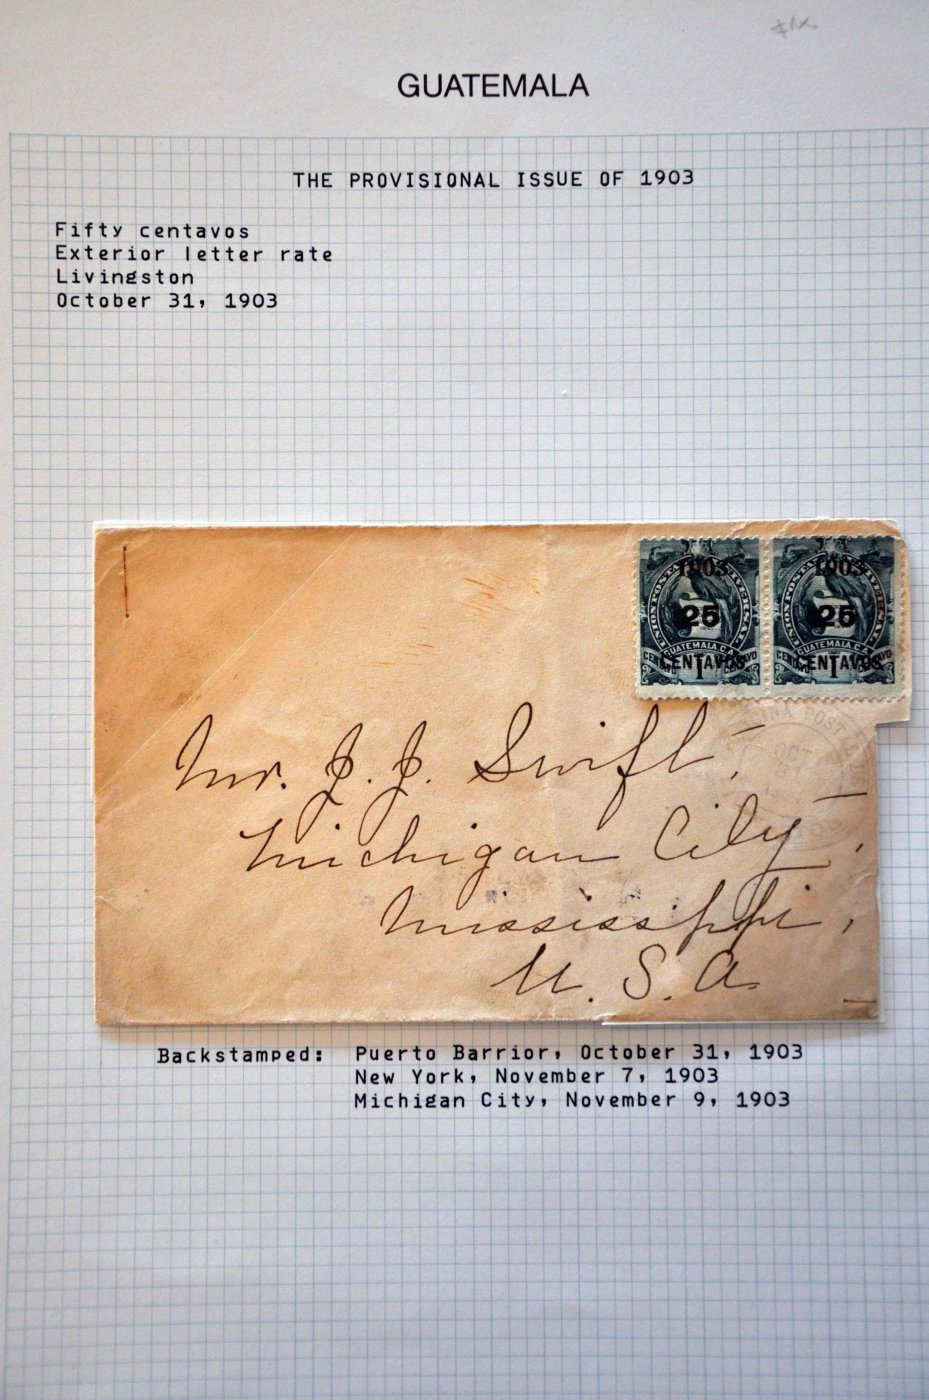 GUATEMALA
THE PROVISIONAL ISSUE OF 1903
Fifty centavos
Exterior letter rate
Livingston
October 31, 1903
1903 1903
25 25
GUATEMALA C.A. GUATEMALA C.A.
CENTAVOS CENTAVOS
1 1
Mr. J. J. Swift,
Michigan City,
Mississippi,
U. S. A.
Backstamped: Puerto Barrior, October 31, 1903
New York, November 7, 1903
Michigan City, November 9, 1903